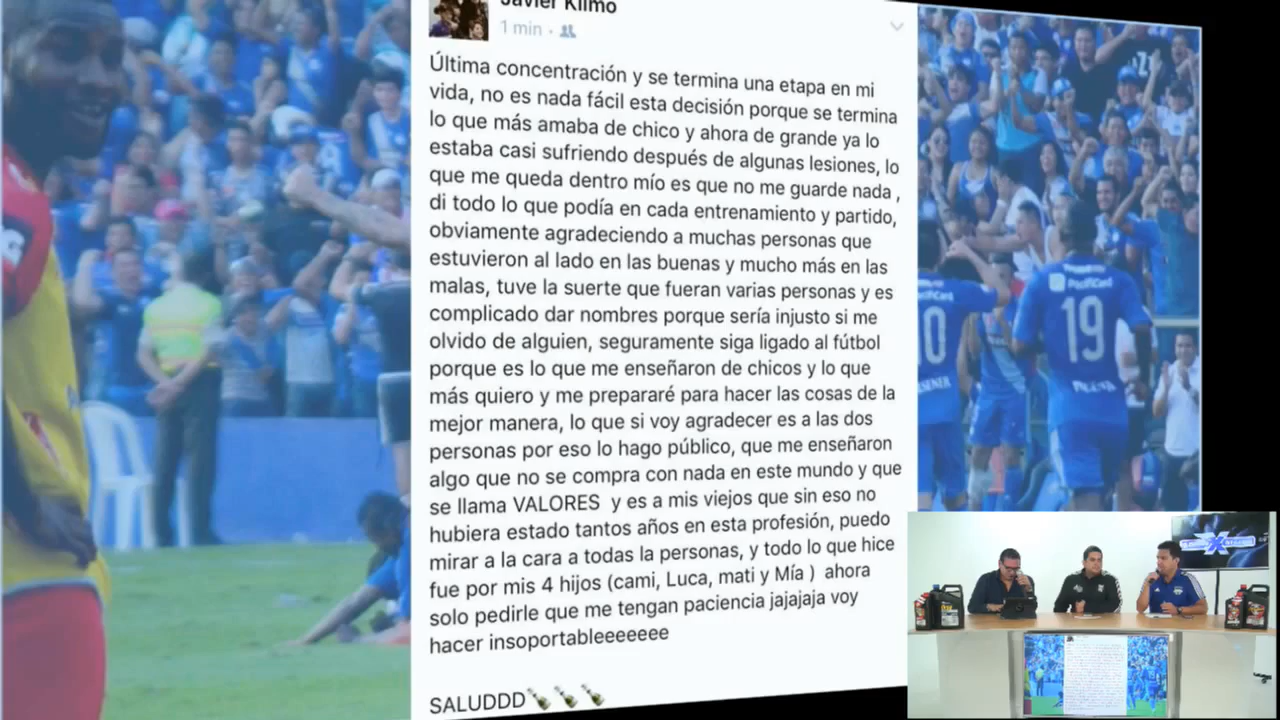 Javier Klimo
1 min
Última concentración y se termina una etapa en mi
vida, no es nada fácil esta decisión porque se termina
lo que más amaba de chico y ahora de grande ya lo
estaba casi sufriendo después de algunas lesiones, lo
que me queda dentro mío es que no me guarde nada ,
di todo lo que podía en cada entrenamiento y partido,
obviamente agradeciendo a muchas personas que
estuvieron al lado en las buenas y mucho más en las
malas, tuve la suerte que fueran varias personas y es
complicado dar nombres porque sería injusto si me
olvido de alguien, seguramente siga ligado al fútbol
porque es lo que me enseñaron de chicos y lo que
más quiero y me prepararé para hacer las cosas de la
mejor manera, lo que si voy agradecer es a las dos
personas por eso lo hago público, que me enseñaron
algo que no se compra con nada en este mundo y que
se llama VALORES y es a mis viejos que sin eso no
hubiera estado tantos años en esta profesión, puedo
mirar a la cara a todas la personas, y todo lo que hice
fue por mis 4 hijos (cami, Luca, mati y Mía ) ahora
solo pedirle que me tengan paciencia jajajaja voy
hacer insoportableeeeeee
SALUDDD
PacifiCard
19
10
PILSENER